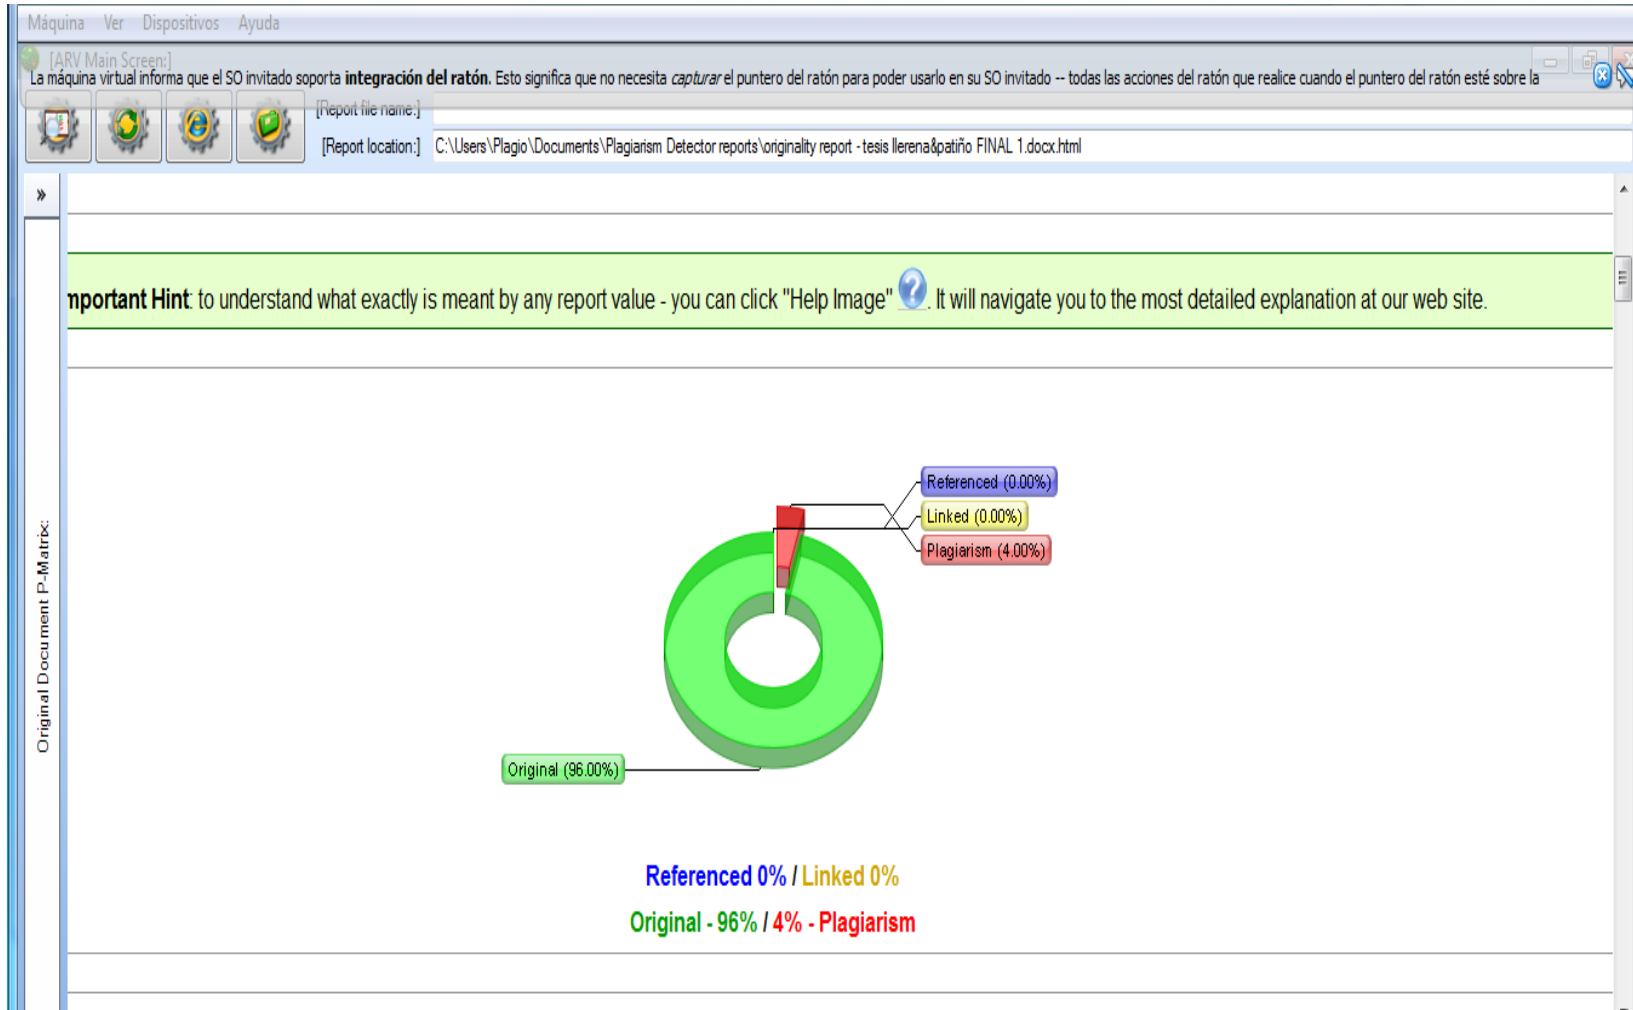 Máquina Ver Dispositivos Ayuda
[ARV Main Screen:]
La máquina virtual informa que el SO invitado soporta integración del ratón. Esto significa que no necesita capturar el puntero del ratón para poder usarlo en su SO invitado -- todas las acciones del ratón que realice cuando el puntero del ratón esté sobre la
[Report file name:]
[Report location:] C:\Users\Plagio\Documents\Plagiarism Detector reports\originality report - tesis llerena&patiño FINAL 1.docx.html
»
Original Document P-Matrix:
mportant Hint: to understand what exactly is meant by any report value - you can click "Help Image" ?. It will navigate you to the most detailed explanation at our web site.
Referenced (0.00%)
Linked (0.00%)
Plagiarism (4.00%)
Original (96.00%)
Referenced 0% / Linked 0%
Original - 96% / 4% - Plagiarism